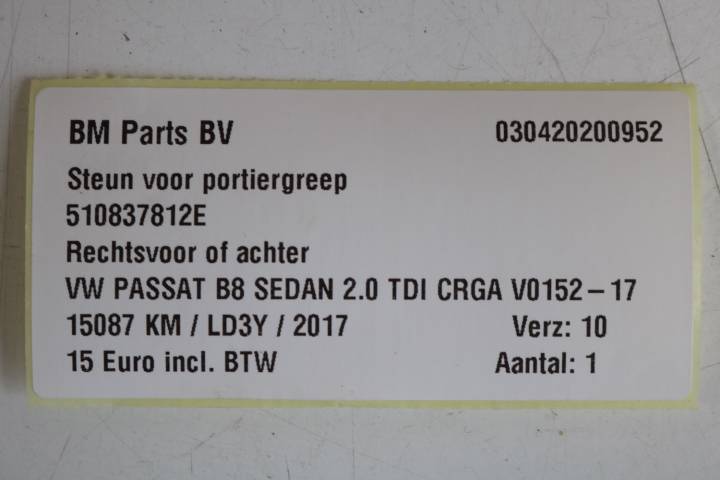 BM Parts BV 030420200952
Steun voor portiergreep
510837812E
Rechtsvoor of achter
VW PASSAT B8 SEDAN 2.0 TDI CRGA V0152-17
15087 KM / LD3Y / 2017 Verz: 10
15 Euro incl. BTW Aantal: 1